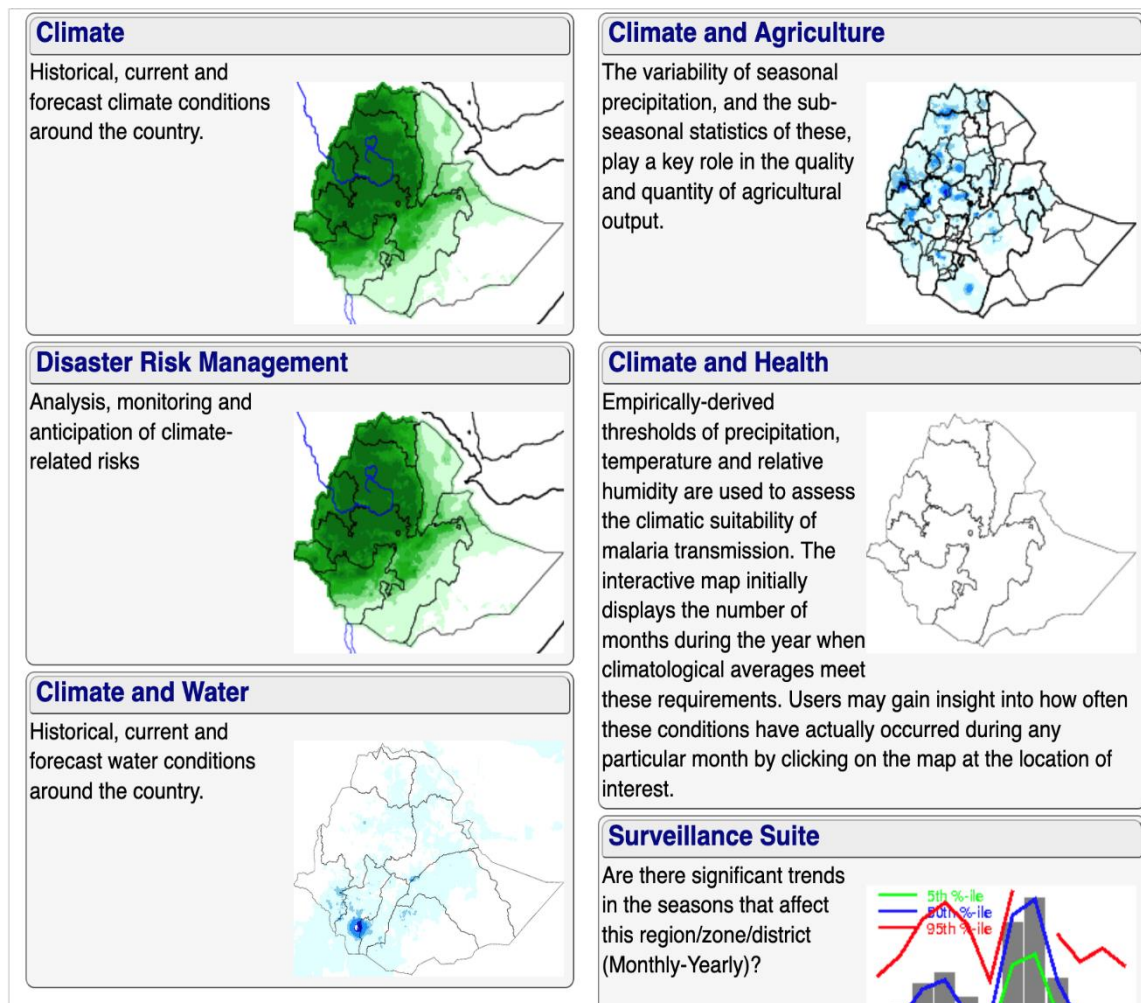 Climate
Historical, current and
forecast climate conditions
around the country.
Disaster Risk Management
Analysis, monitoring and
anticipation of climate-
related risks
Climate and Water
Historical, current and
forecast water conditions
around the country.
Climate and Agriculture
The variability of seasonal
precipitation, and the sub-
seasonal statistics of these,
play a key role in the quality
and quantity of agricultural
output.
Climate and Health
Empirically-derived
thresholds of precipitation,
temperature and relative
humidity are used to assess
the climatic suitability of
malaria transmission. The
interactive map initially
displays the number of
months during the year when
climatological averages meet
these requirements. Users may gain insight into how often
these conditions have actually occurred during any
particular month by clicking on the map at the location of
interest.
Surveillance Suite
Are there significant trends
in the seasons that affect
this region/zone/district
(Monthly-Yearly)?
5th %-ile
50th %-ile
95th %-ile